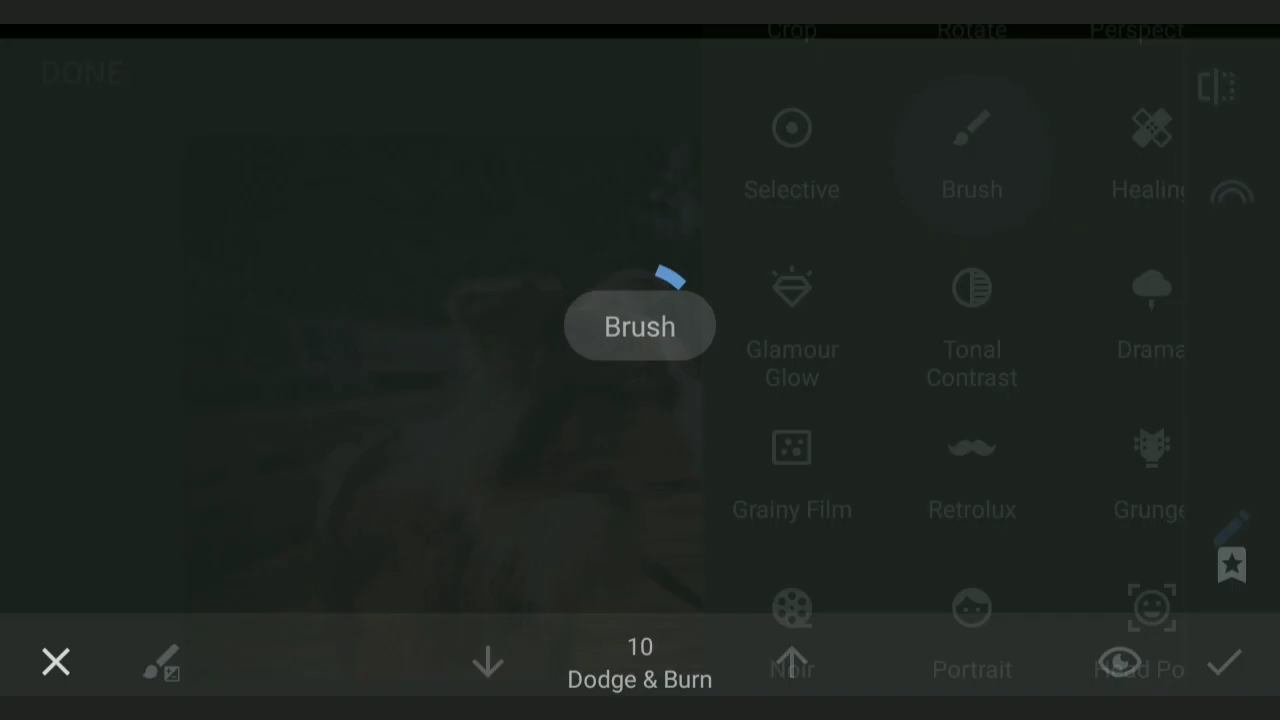 Crop Rotate Perspect
DONE
Selective Brush Healing
Brush
Glamour Glow
Tonal Contrast
Drama
Grainy Film Retrolux Grunge
10
Dodge & Burn
Noir Portrait Head Po